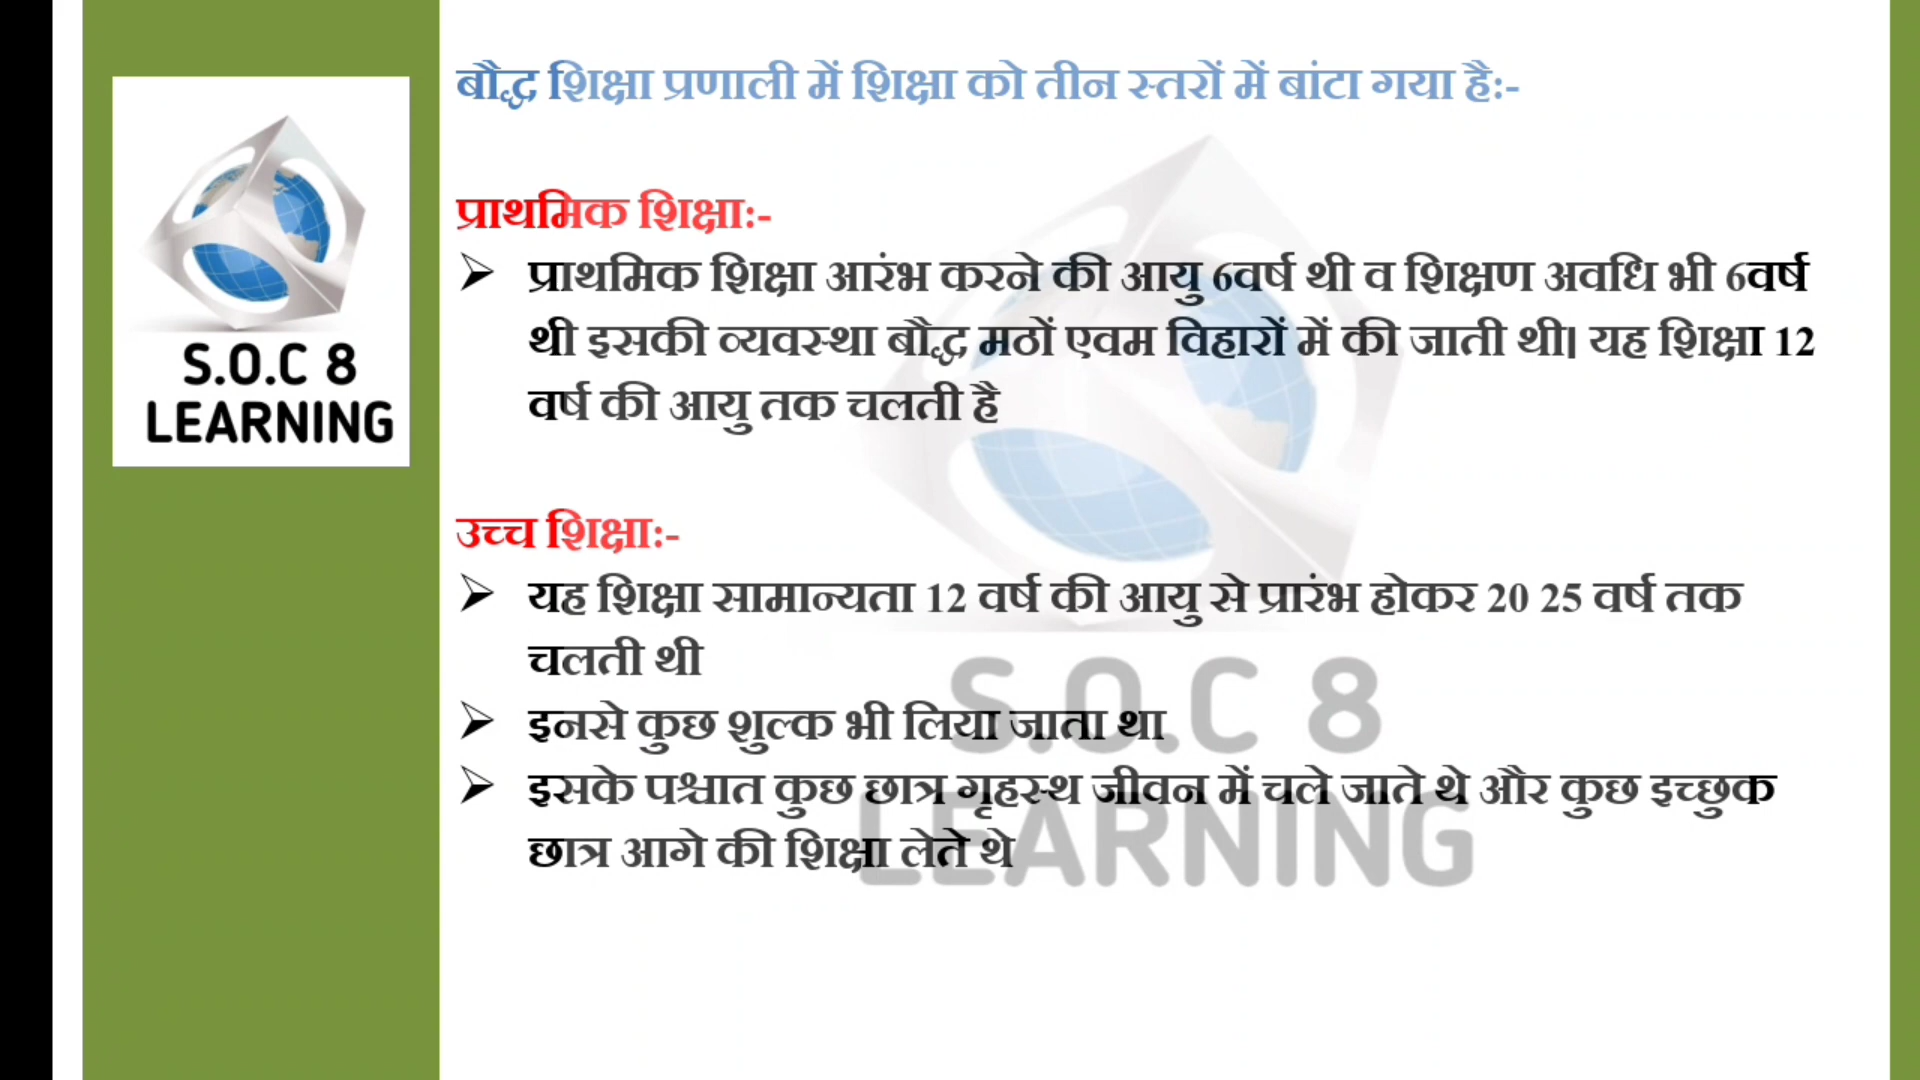 S.O.C 8
LEARNING
बौद्ध शिक्षा प्रणाली में शिक्षा को तीन स्तरों में बांटा गया है:-
प्राथमिक शिक्षा:-
➢ प्राथमिक शिक्षा आरंभ करने की आयु 6वर्ष थी व शिक्षण अवधि भी 6वर्ष
थी इसकी व्यवस्था बौद्ध मठों एवम विहारों में की जाती थी। यह शिक्षा 12
वर्ष की आयु तक चलती है
उच्च शिक्षा:-
➢ यह शिक्षा सामान्यता 12 वर्ष की आयु से प्रारंभ होकर 20 25 वर्ष तक
चलती थी
➢ इनसे कुछ शुल्क भी लिया जाता था
➢ इसके पश्चात कुछ छात्र गृहस्थ जीवन में चले जाते थे और कुछ इच्छुक
छात्र आगे की शिक्षा लेते थे
S.O.C 8
LEARNING